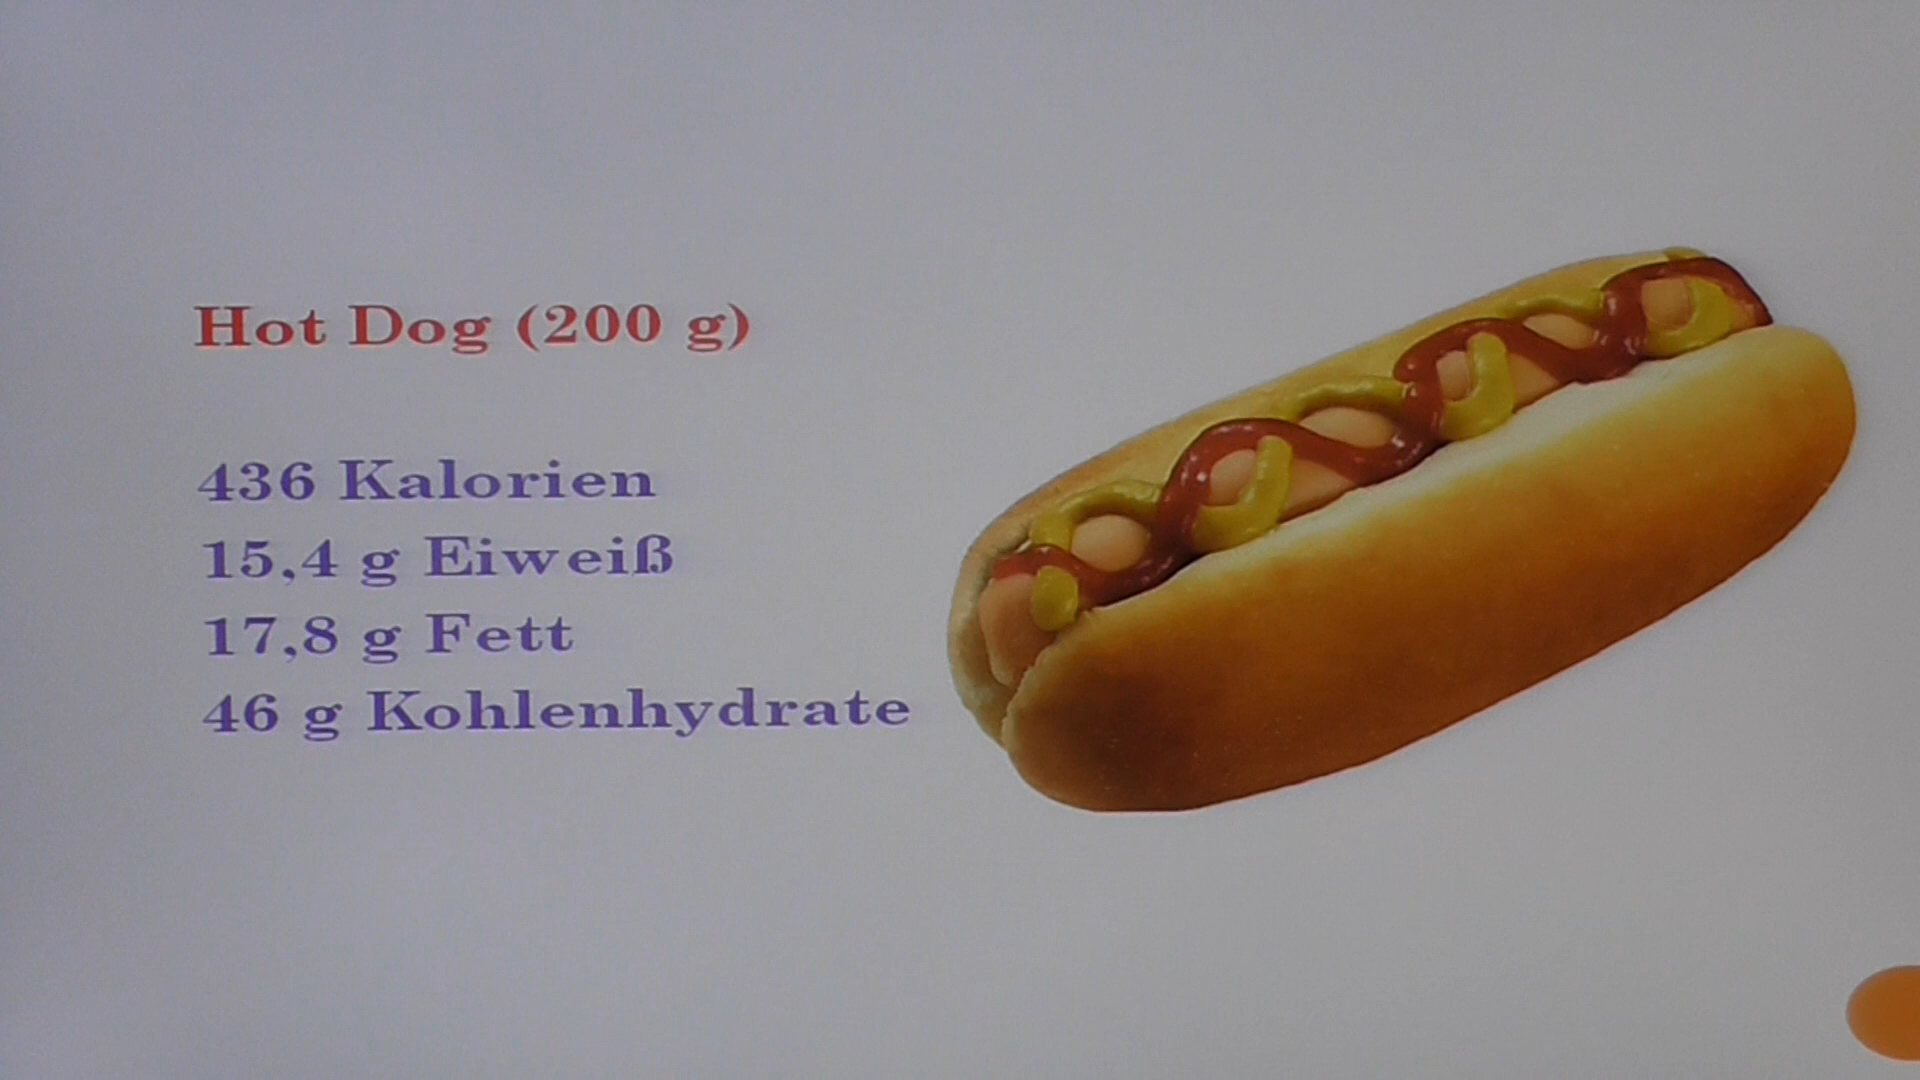 Hot Dog (200 g)
436 Kalorien
15,4 g Eiweiß
17,8 g Fett
46 g Kohlenhydrate